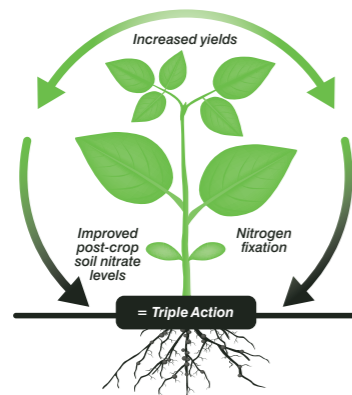 Increased yields
Improved
post-crop
soil nitrate
levels
Nitrogen
fixation
= Triple Action